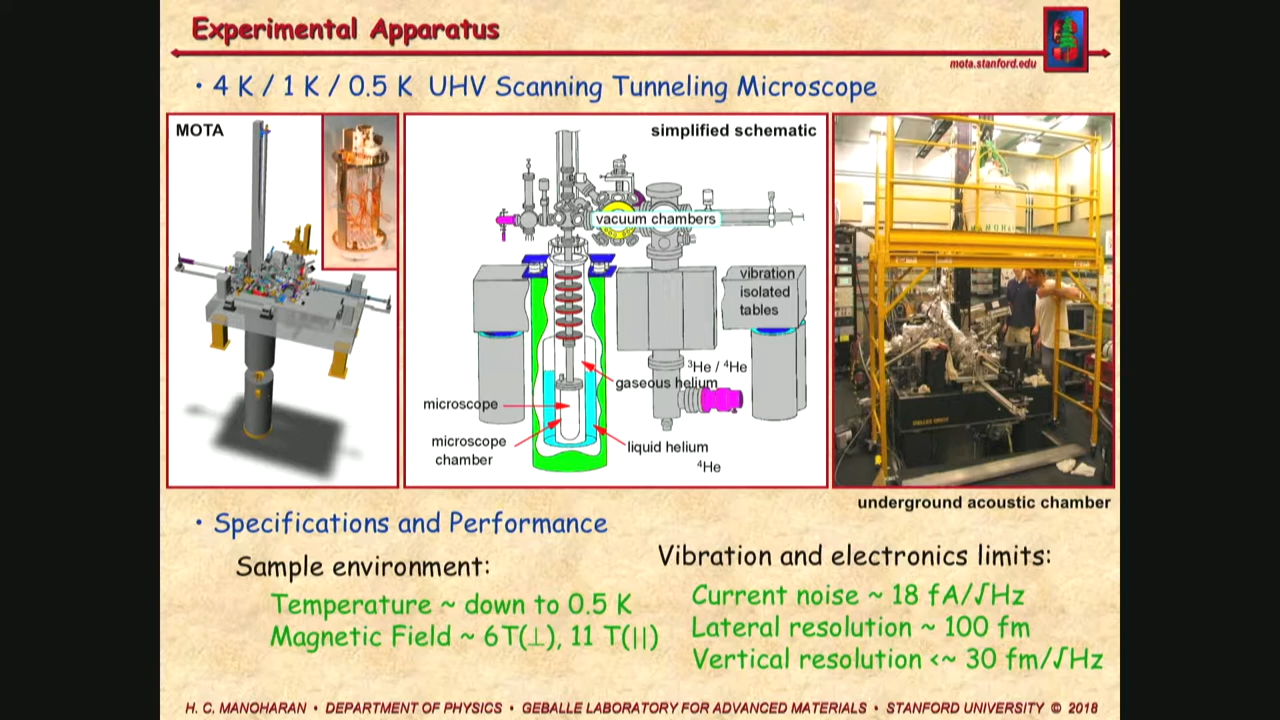 Experimental Apparatus
mota.stanford.edu
• 4 K / 1 K / 0.5 K UHV Scanning Tunneling Microscope
MOTA
simplified schematic
vacuum chambers
vibration
isolated
tables
³He / ⁴He
gaseous helium
microscope
microscope
chamber
liquid helium
⁴He
underground acoustic chamber
• Specifications and Performance
Sample environment:
Temperature ~ down to 0.5 K
Magnetic Field ~ 6T(⊥), 11 T(||)
Vibration and electronics limits:
Current noise ~ 18 fA/√Hz
Lateral resolution ~ 100 fm
Vertical resolution <~ 30 fm/√Hz
H. C. MANOHARAN • DEPARTMENT OF PHYSICS • GEBALLE LABORATORY FOR ADVANCED MATERIALS • STANFORD UNIVERSITY © 2018